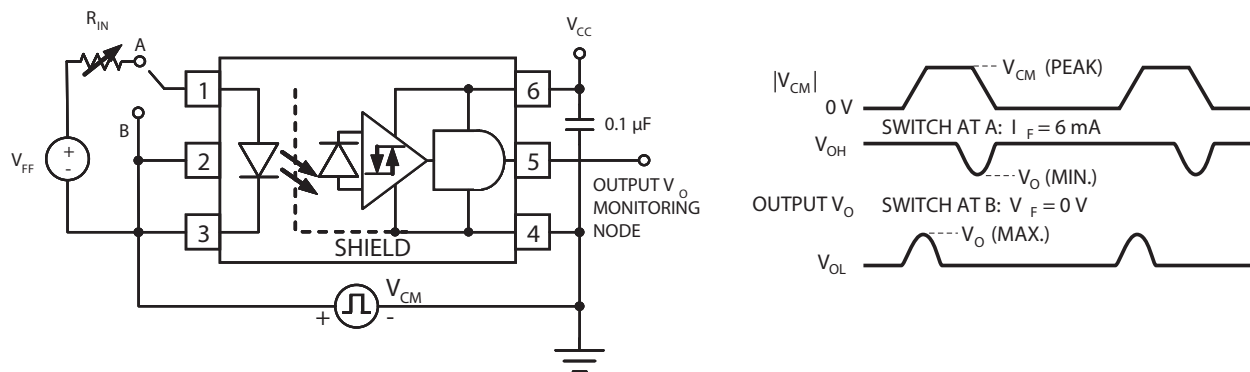 R_IN
A
B
V_FF
+
-
1
2
3
SHIELD
6
5
4
V_CC
0.1 µF
OUTPUT V_O
MONITORING
NODE
V_CM
+
-
|V_CM|
0 V
V_CM (PEAK)
SWITCH AT A: I_F = 6 mA
V_OH
V_O (MIN.)
OUTPUT V_O
SWITCH AT B: V_F = 0 V
V_O (MAX.)
V_OL